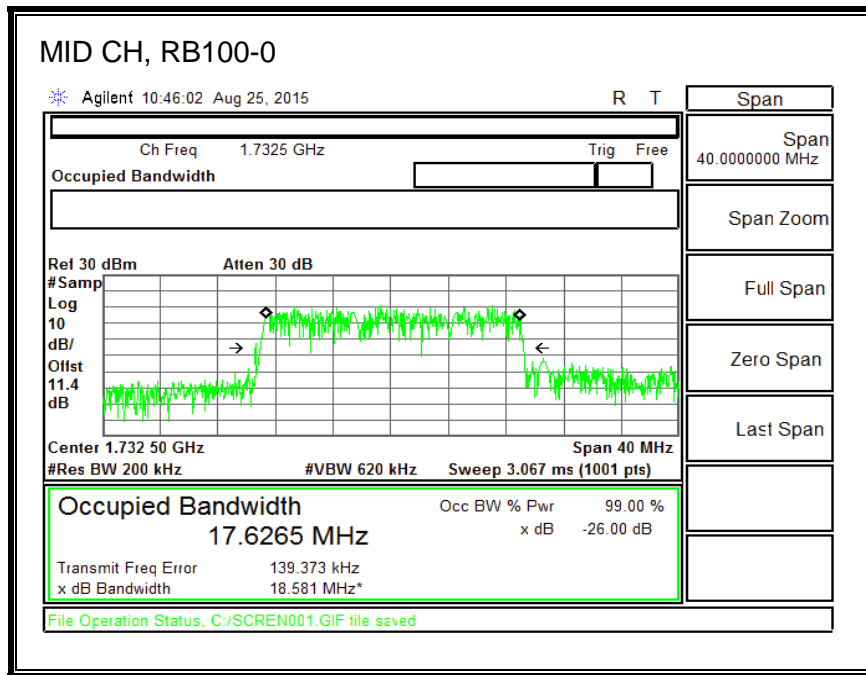 MID CH, RB100-0
Agilent 10:46:02 Aug 25, 2015 R T
Span
Ch Freq 1.7325 GHz Trig Free
Occupied Bandwidth
Span
40.0000000 MHz
Span Zoom
Full Span
Zero Span
Last Span
Ref 30 dBm Atten 30 dB
#Samp
Log
10
dB/
Offst
11.4
dB
Center 1.732 50 GHz Span 40 MHz
#Res BW 200 kHz #VBW 620 kHz Sweep 3.067 ms (1001 pts)
Occupied Bandwidth Occ BW % Pwr 99.00 %
17.6265 MHz x dB -26.00 dB
Transmit Freq Error 139.373 kHz
x dB Bandwidth 18.581 MHz*
File Operation Status, C:/SCREN001.GIF file saved